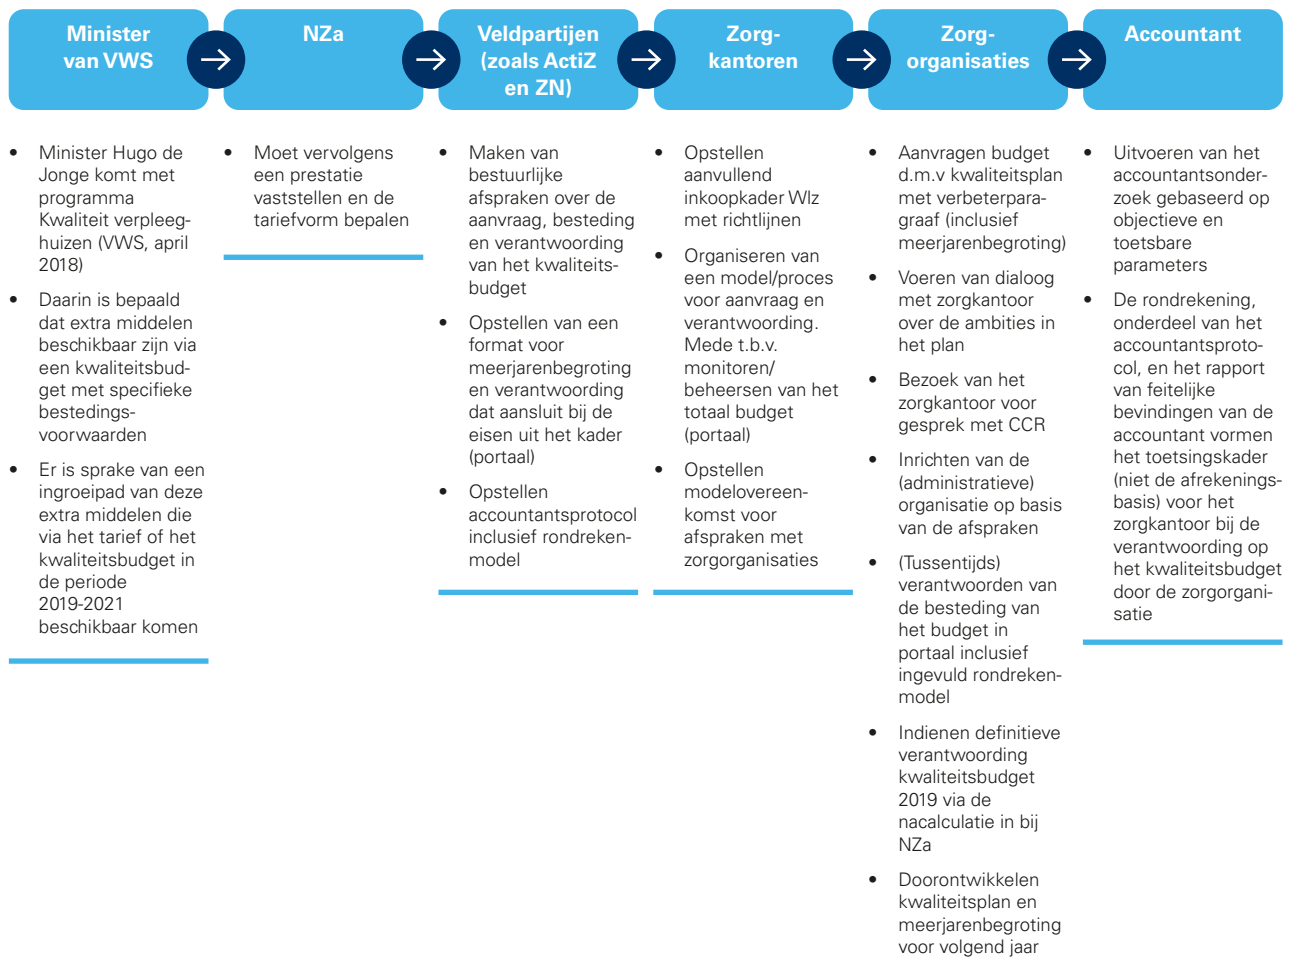 Minister
van VWS
NZa
Veldpartijen
(zoals ActiZ
en ZN)
Zorg-
kantoren
Zorg-
organisaties
Accountant
• Minister Hugo de
Jonge komt met
programma
Kwaliteit verpleeg-
huizen (VWS, april
2018)
• Daarin is bepaald
dat extra middelen
beschikbaar zijn via
een kwaliteitsbud-
get met specifieke
bestedings-
voorwaarden
• Er is sprake van een
ingroeipad van deze
extra middelen die
via het tarief of het
kwaliteitsbudget in
de periode
2019-2021
beschikbaar komen
• Moet vervolgens
een prestatie
vaststellen en de
tariefvorm bepalen
• Maken van
bestuurlijke
afspraken over de
aanvraag, besteding
en verantwoording
van het kwaliteits-
budget
• Opstellen van een
format voor
meerjarenbegroting
en verantwoording
dat aansluit bij de
eisen uit het kader
(portaal)
• Opstellen
accountantsprotocol
inclusief rondreken-
model
• Opstellen
aanvullend
inkoopkader Wlz
met richtlijnen
• Organiseren van
een model/proces
voor aanvraag en
verantwoording.
Mede t.b.v.
monitoren/
beheersen van het
totaal budget
(portaal)
• Opstellen
modelovereen-
komst voor
afspraken met
zorgorganisaties
• Aanvragen budget
d.m.v kwaliteitsplan
met verbeterpara-
graaf (inclusief
meerjarenbegroting)
• Voeren van dialoog
met zorgkantoor
over de ambities in
het plan
• Bezoek van het
zorgkantoor voor
gesprek met CCR
• Inrichten van de
(administratieve)
organisatie op basis
van de afspraken
• (Tussentijds)
verantwoorden van
de besteding van
het budget in
portaal inclusief
ingevuld rondreken-
model
• Indienen definitieve
verantwoording
kwaliteitsbudget
2019 via de
nacalculatie in bij
NZa
• Doorontwikkelen
kwaliteitsplan en
meerjarenbegroting
voor volgend jaar
• Uitvoeren van het
accountantsonder-
zoek gebaseerd op
objectieve en
toetsbare
parameters
• De rondrekening,
onderdeel van het
accountantsproto-
col, en het rapport
van feitelijke
bevindingen van de
accountant vormen
het toetsingskader
(niet de afrekenings-
basis) voor het
zorgkantoor bij de
verantwoording op
het kwaliteitsbudget
door de zorgorgani-
satie